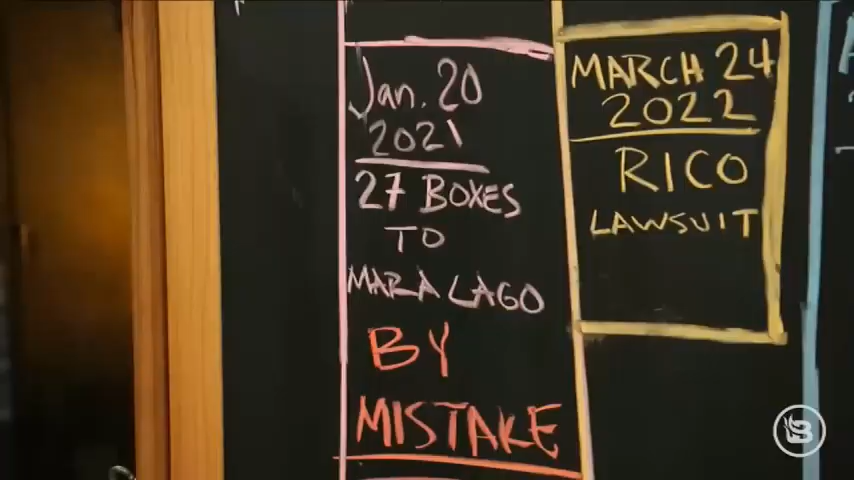 Jan. 20
2021
27 BOXES
TO
MARA LAGO
BY
MISTAKE
MARCH 24
2022
RICO
LAWSUIT
B